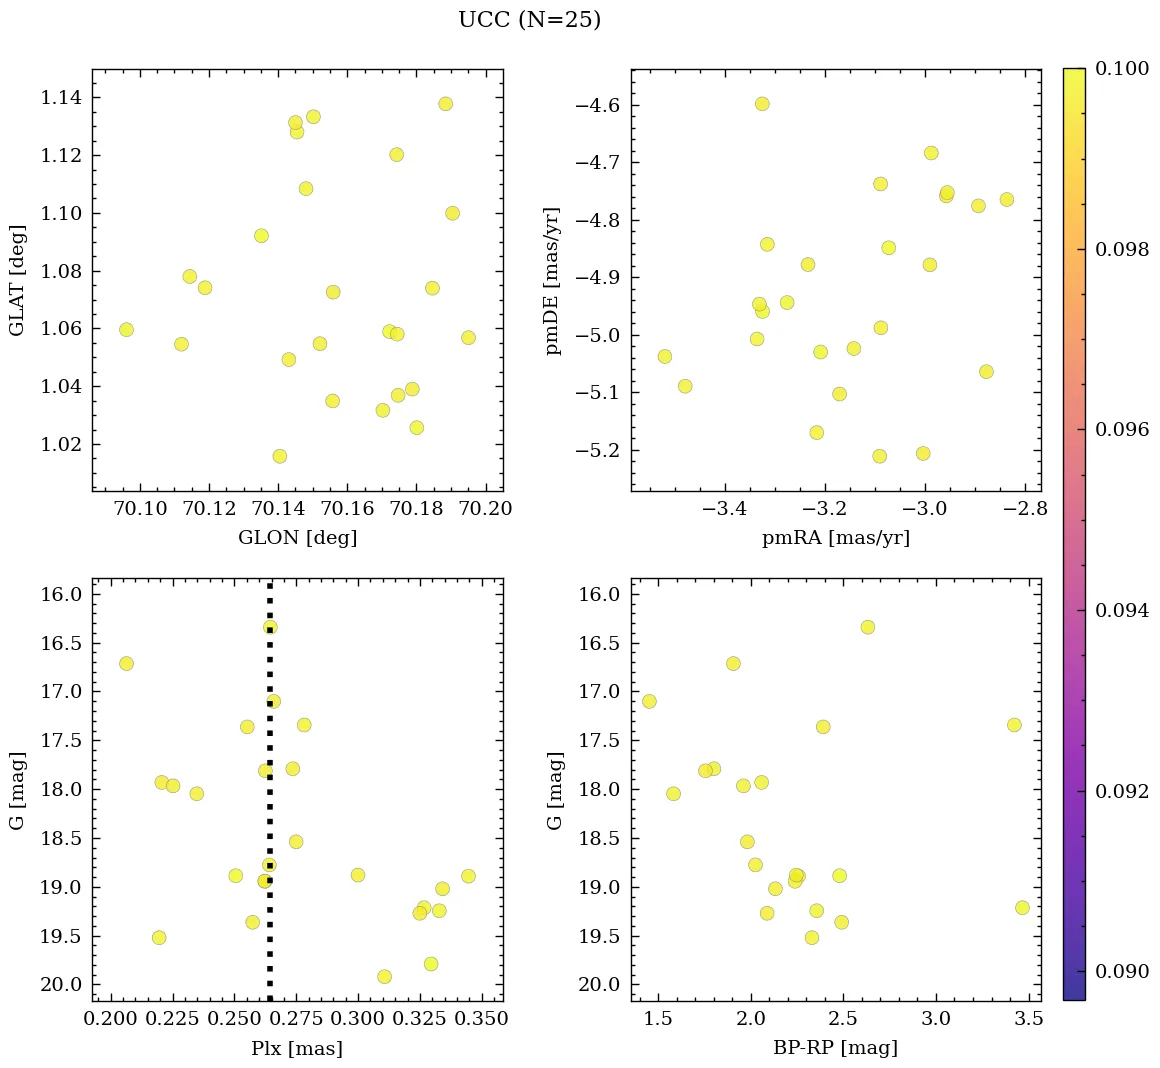 UCC (N=25)
1.14
1.12
1.10
1.08
1.06
1.04
1.02
GLAT [deg]
70.10 70.12 70.14 70.16 70.18 70.20
GLON [deg]
−4.6
−4.7
−4.8
−4.9
−5.0
−5.1
−5.2
pmDE [mas/yr]
−3.4 −3.2 −3.0 −2.8
pmRA [mas/yr]
16.0
16.5
17.0
17.5
18.0
18.5
19.0
19.5
20.0
G [mag]
0.200 0.225 0.250 0.275 0.300 0.325 0.350
Plx [mas]
16.0
16.5
17.0
17.5
18.0
18.5
19.0
19.5
20.0
G [mag]
1.5 2.0 2.5 3.0 3.5
BP-RP [mag]
0.100
0.098
0.096
0.094
0.092
0.090